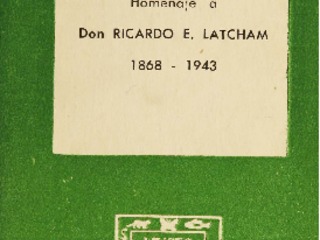 Homenaje a
Don RICARDO E. LATCHAM
1868 - 1943